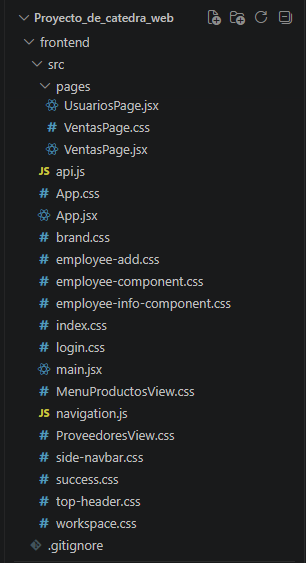 Proyecto_de_catedra_web
frontend
src
pages
UsuariosPage.jsx
# VentasPage.css
VentasPage.jsx
JS api.js
# App.css
App.jsx
# brand.css
# employee-add.css
# employee-component.css
# employee-info-component.css
# index.css
# login.css
main.jsx
# MenuProductosView.css
JS navigation.js
# ProveedoresView.css
# side-navbar.css
# success.css
# top-header.css
# workspace.css
.gitignore